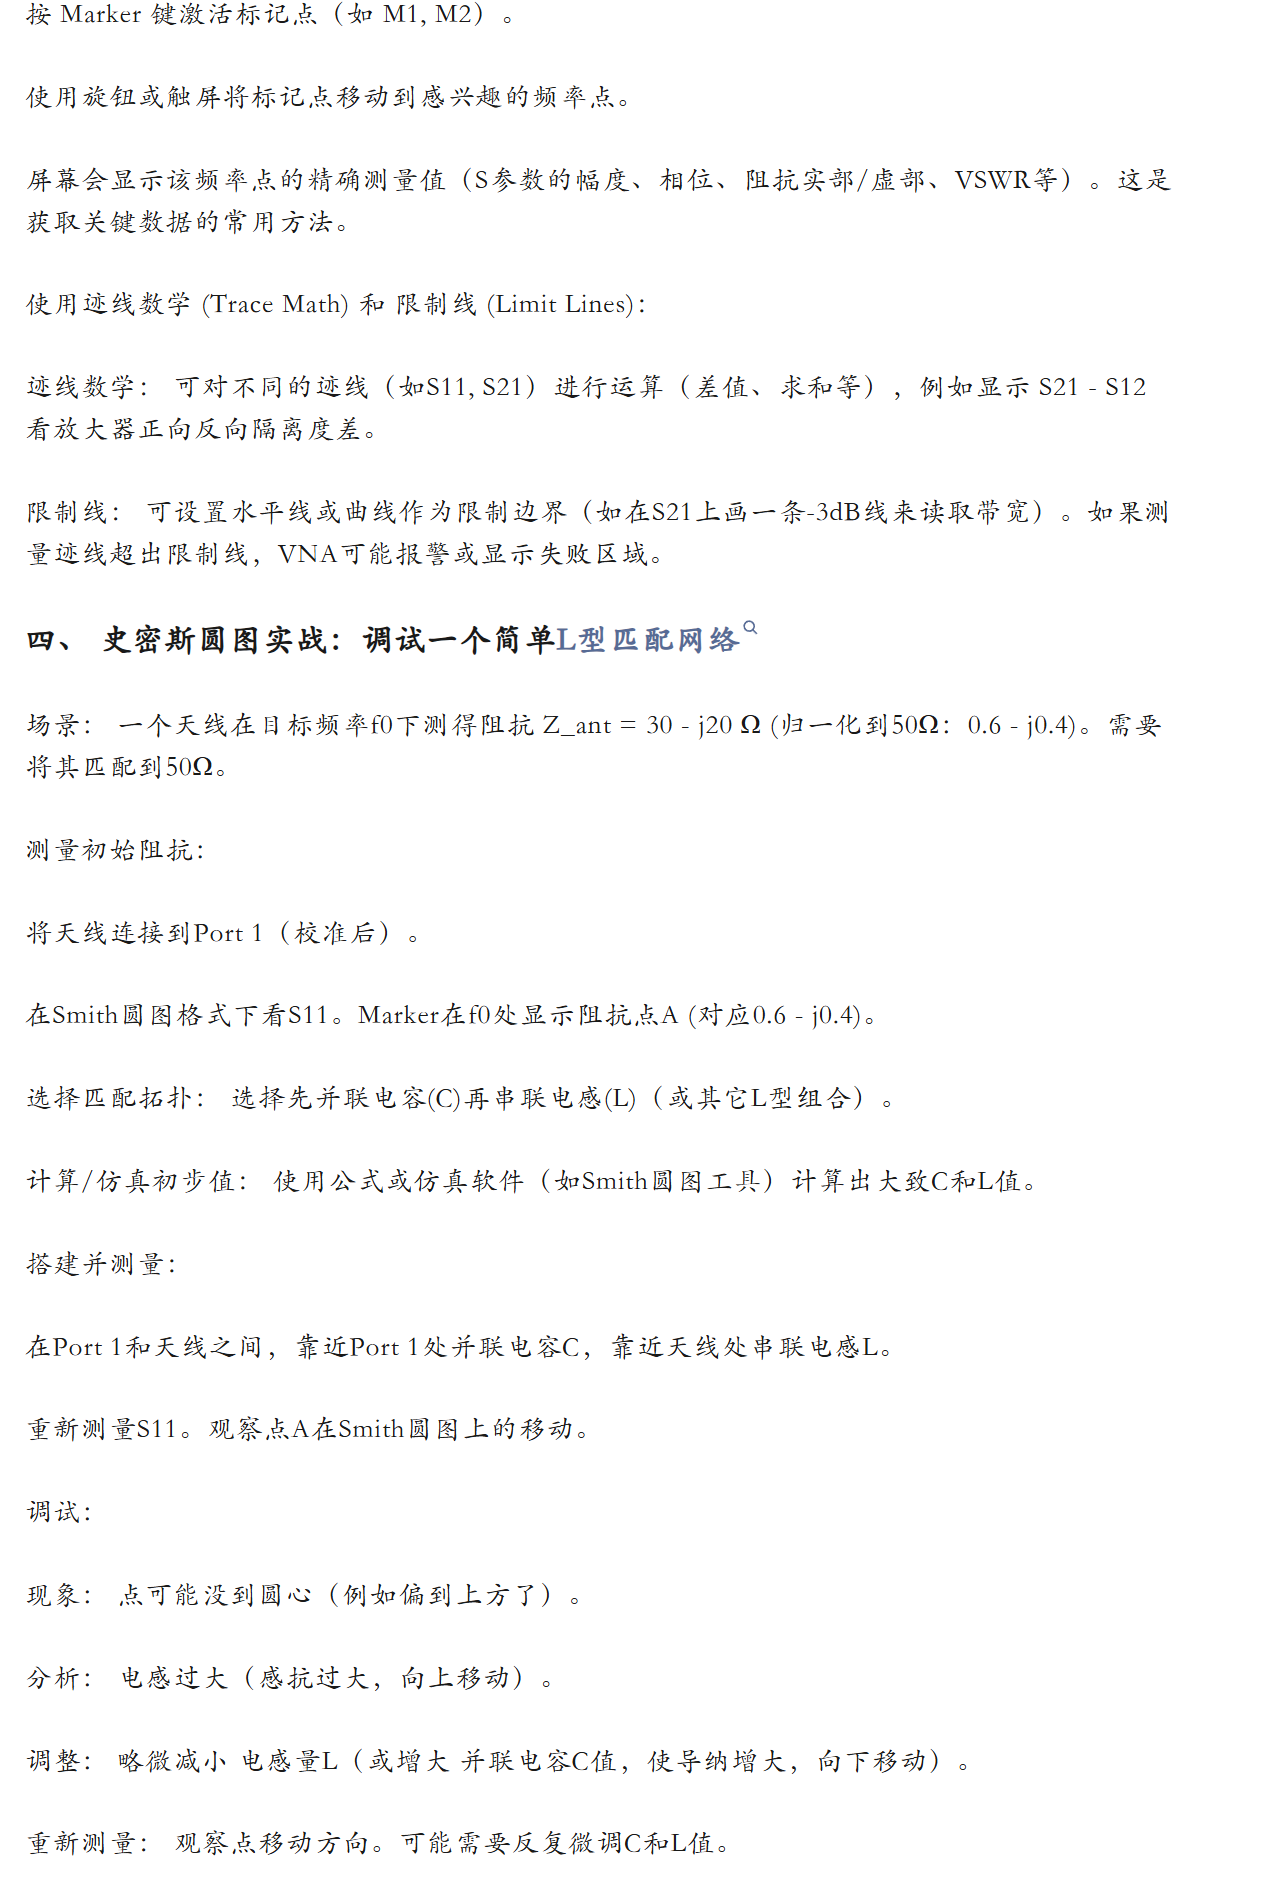 按 Marker 键激活标记点（如 M1, M2）。
使用旋钮或触屏将标记点移动到感兴趣的频率点。
屏幕会显示该频率点的精确测量值（S参数的幅度、相位、阻抗实部/虚部、VSWR等）。这是
获取关键数据的常用方法。
使用迹线数学 (Trace Math) 和 限制线 (Limit Lines)：
迹线数学： 可对不同的迹线（如S11, S21）进行运算（差值、求和等），例如显示 S21 - S12
看放大器正向反向隔离度差。
限制线： 可设置水平线或曲线作为限制边界（如在S21上画一条-3dB线来读取带宽）。如果测
量迹线超出限制线，VNA可能报警或显示失败区域。
四、 史密斯圆图实战：调试一个简单L型匹配网络
场景： 一个天线在目标频率f0下测得阻抗 Z_ant = 30 - j20 Ω (归一化到50Ω：0.6 - j0.4)。需要
将其匹配到50Ω。
测量初始阻抗：
将天线连接到Port 1（校准后）。
在Smith圆图格式下看S11。Marker在f0处显示阻抗点A (对应0.6 - j0.4)。
选择匹配拓扑： 选择先并联电容(C)再串联电感(L)（或其它L型组合）。
计算/仿真初步值： 使用公式或仿真软件（如Smith圆图工具）计算出大致C和L值。
搭建并测量：
在Port 1和天线之间，靠近Port 1处并联电容C，靠近天线处串联电感L。
重新测量S11。观察点A在Smith圆图上的移动。
调试：
现象： 点可能没到圆心（例如偏到上方了）。
分析： 电感过大（感抗过大，向上移动）。
调整： 略微减小 电感量L（或增大 并联电容C值，使导纳增大，向下移动）。
重新测量： 观察点移动方向。可能需要反复微调C和L值。